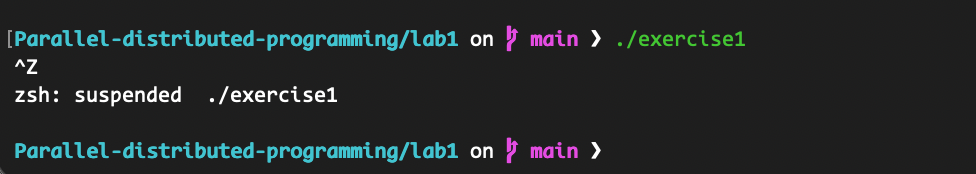 [Parallel-distributed-programming/lab1 on main ❯ ./exercise1
^Z
zsh: suspended  ./exercise1
Parallel-distributed-programming/lab1 on main ❯